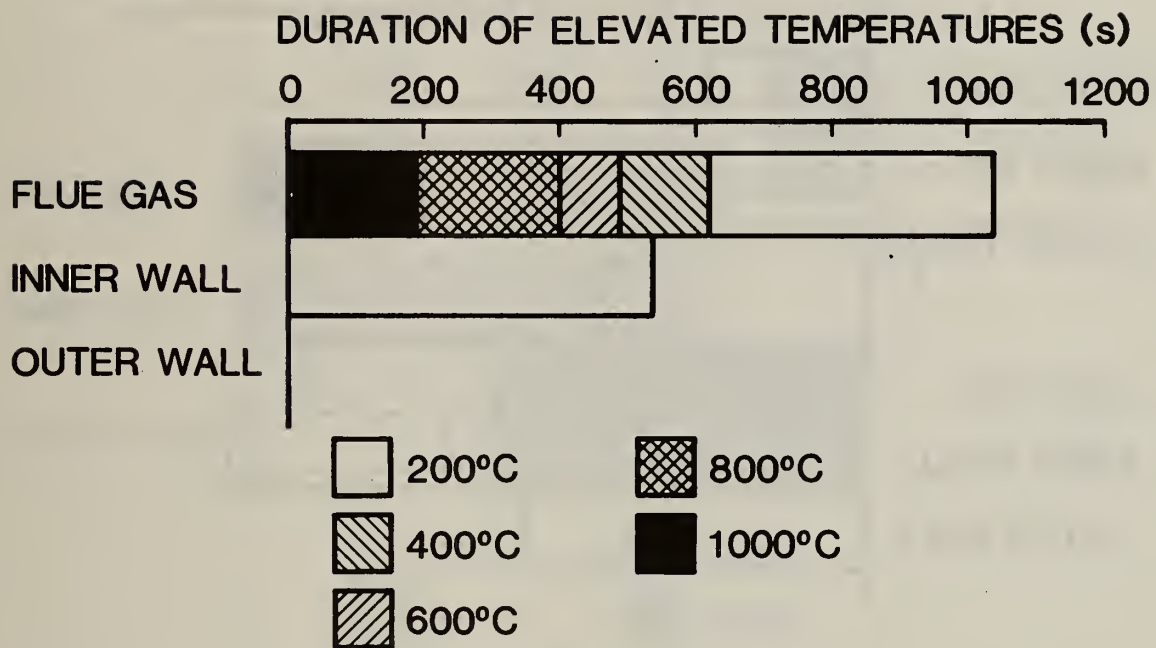 DURATION OF ELEVATED TEMPERATURES (s)
0 200 400 600 800 1000 1200
FLUE GAS
INNER WALL
OUTER WALL
200°C 800°C
400°C 1000°C
600°C